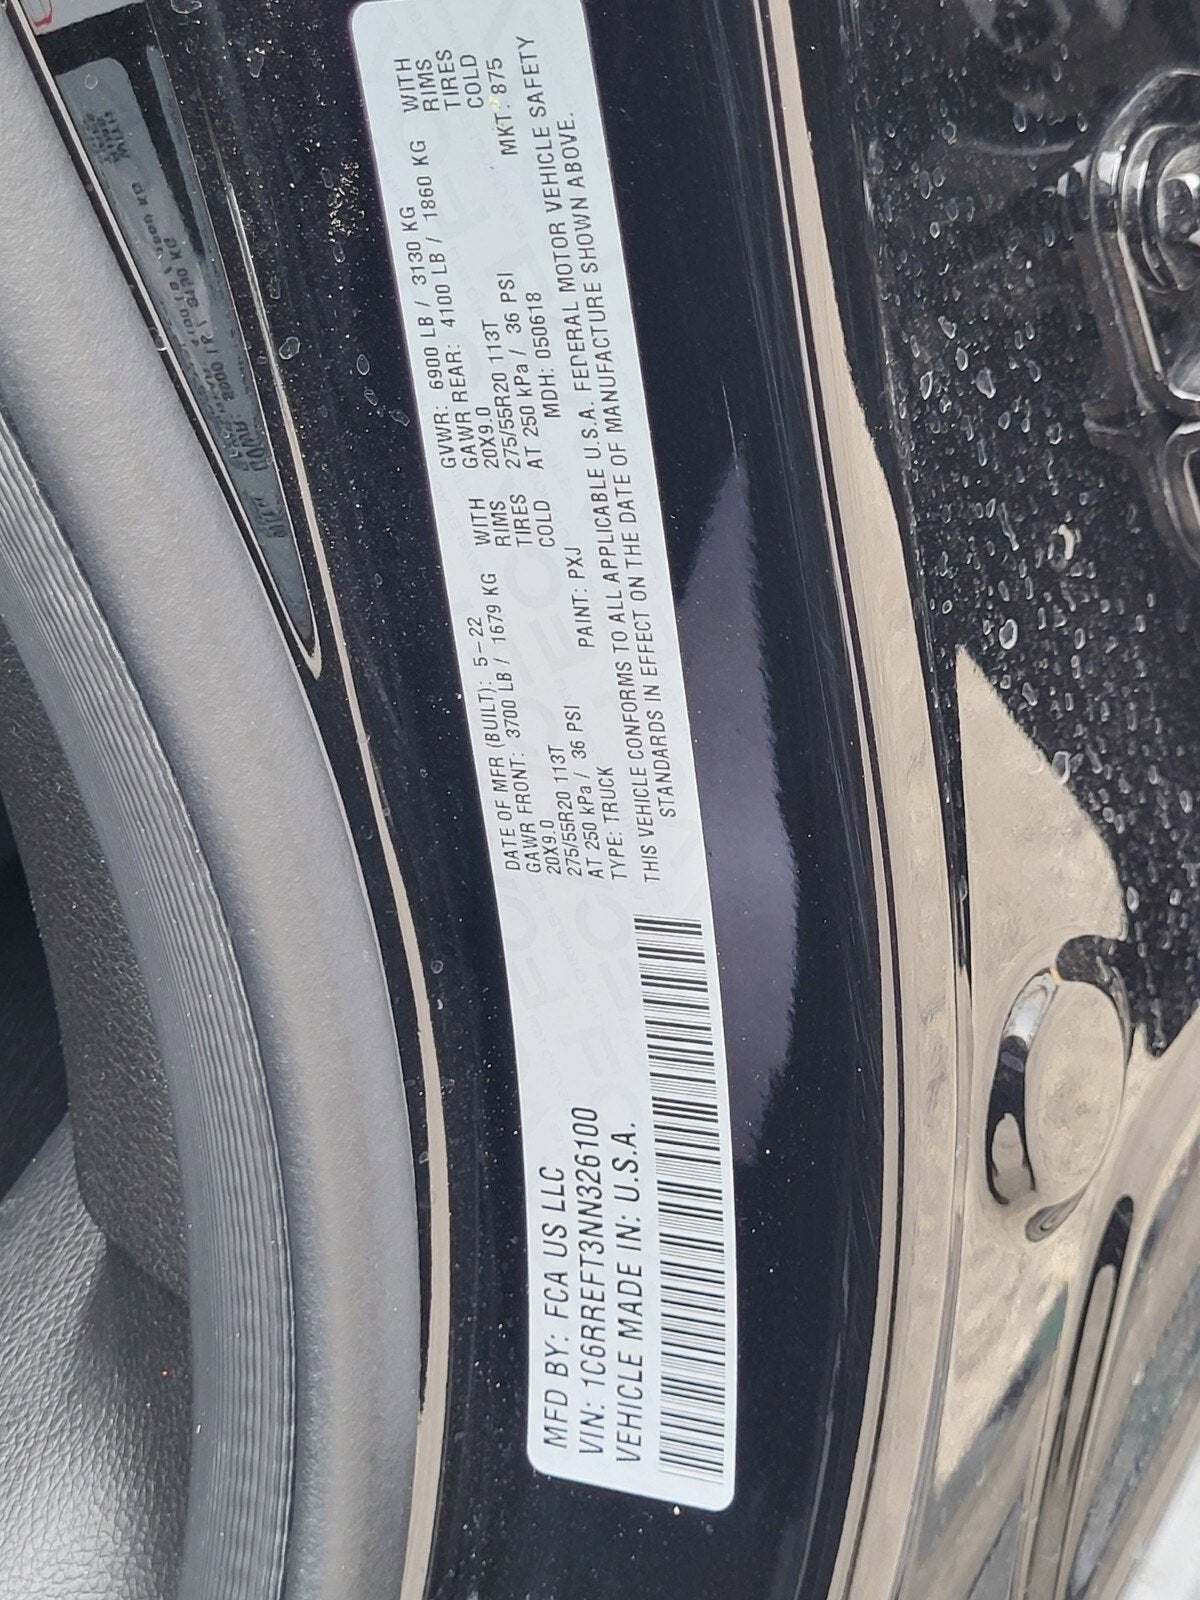 MFD BY: FCA US LLC
VIN: 1C6RREFT3NN326100
VEHICLE MADE IN: U.S.A.
DATE OF MFR (BUILT): 5-22 GVWR: 6900 LB / 3130 KG
GAWR FRONT: 3700 LB / 1679 KG WITH GAWR REAR: 4100 LB / 1860 KG WITH
20X9.0 RIMS 20X9.0 RIMS
275/55R20 113T TIRES 275/55R20 113T TIRES
AT 250 kPa / 36 PSI COLD AT 250 kPa / 36 PSI COLD
TYPE: TRUCK PAINT: PXJ MDH: 050618 MKT: 875
THIS VEHICLE CONFORMS TO ALL APPLICABLE U.S.A. FEDERAL MOTOR VEHICLE SAFETY
STANDARDS IN EFFECT ON THE DATE OF MANUFACTURE SHOWN ABOVE.